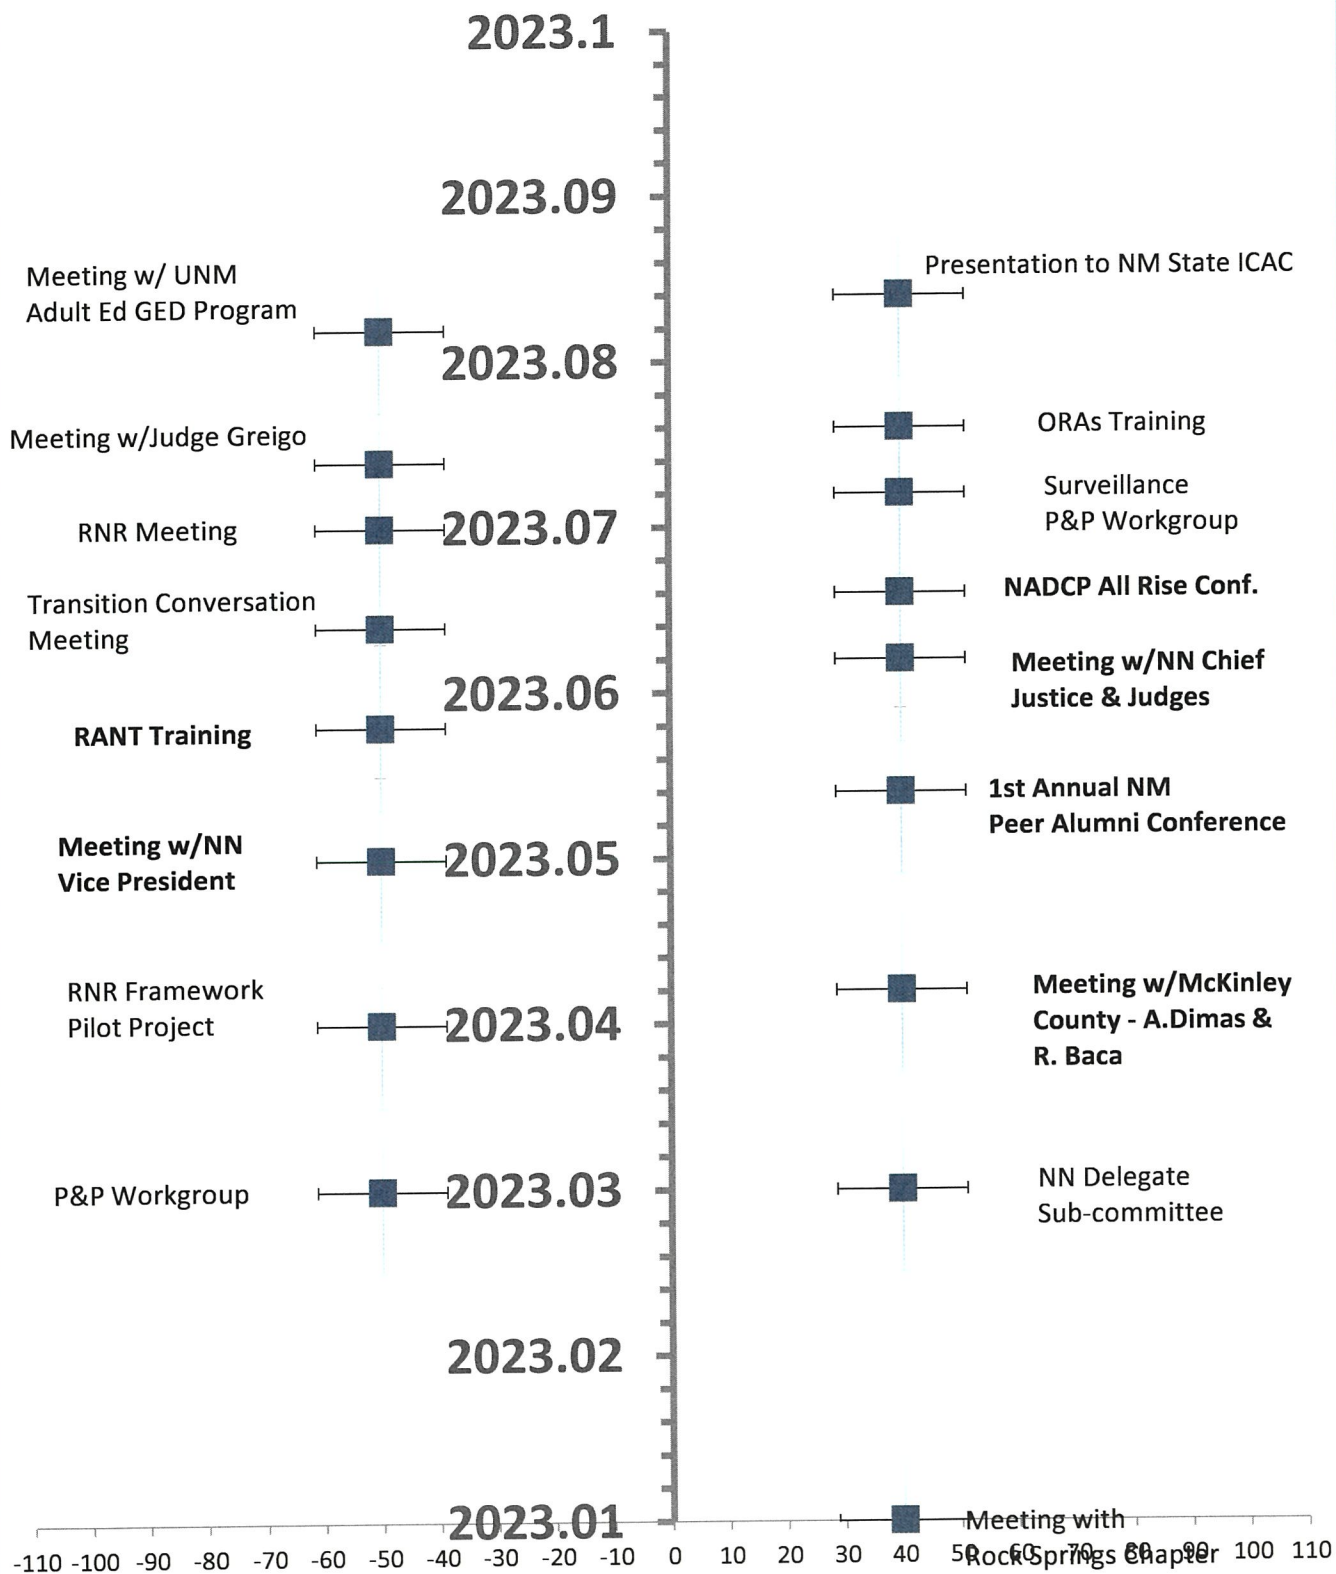 2023.1
2023.09
Presentation to NM State ICAC
Meeting w/ UNM
Adult Ed GED Program
2023.08
ORAs Training
Meeting w/Judge Greigo
Surveillance
P&P Workgroup
RNR Meeting
2023.07
NADCP All Rise Conf.
Transition Conversation
Meeting
Meeting w/NN Chief
Justice & Judges
2023.06
RANT Training
1st Annual NM
Peer Alumni Conference
Meeting w/NN
Vice President
2023.05
RNR Framework
Pilot Project
2023.04
Meeting w/McKinley
County - A.Dimas &
R. Baca
P&P Workgroup
2023.03
NN Delegate
Sub-committee
2023.02
2023.01
Meeting with
Rock Springs Chapter
-110 -100 -90 -80 -70 -60 -50 -40 -30 -20 -10 0 10 20 30 40 50 60 70 80 90 100 110